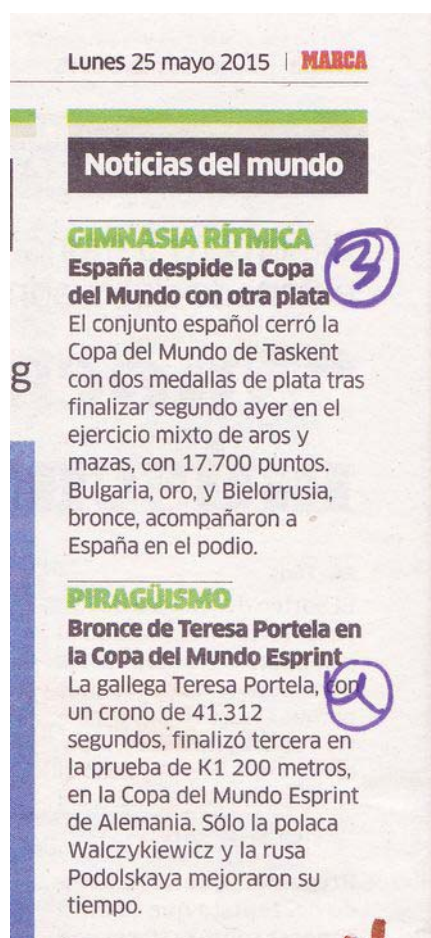 Lunes 25 mayo 2015 | MARCA
Noticias del mundo
GIMNASIA RÍTMICA
España despide la Copa
del Mundo con otra plata
3
El conjunto español cerró la
Copa del Mundo de Taskent
con dos medallas de plata tras
finalizar segundo ayer en el
ejercicio mixto de aros y
mazas, con 17.700 puntos.
Bulgaria, oro, y Bielorrusia,
bronce, acompañaron a
España en el podio.
g
PIRAGÜISMO
Bronce de Teresa Portela en
la Copa del Mundo Esprint
La gallega Teresa Portela, con
un crono de 41.312
segundos, finalizó tercera en
la prueba de K1 200 metros,
en la Copa del Mundo Esprint
de Alemania. Sólo la polaca
Walczykiewicz y la rusa
Podolskaya mejoraron su
tiempo.